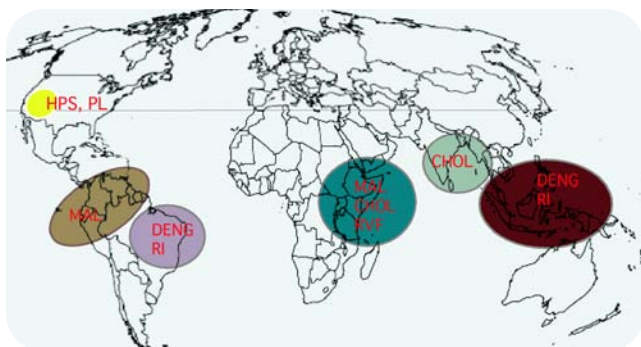 HPS, PL
MAL
DENG
RI
MAL
CHOL
RVF
CHOL
DENG
RI